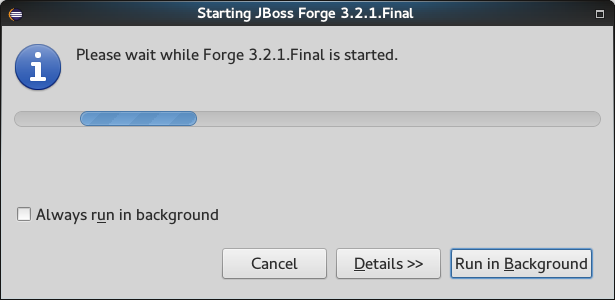 Starting JBoss Forge 3.2.1.Final
Please wait while Forge 3.2.1.Final is started.
Always run in background
Cancel Details >> Run in Background